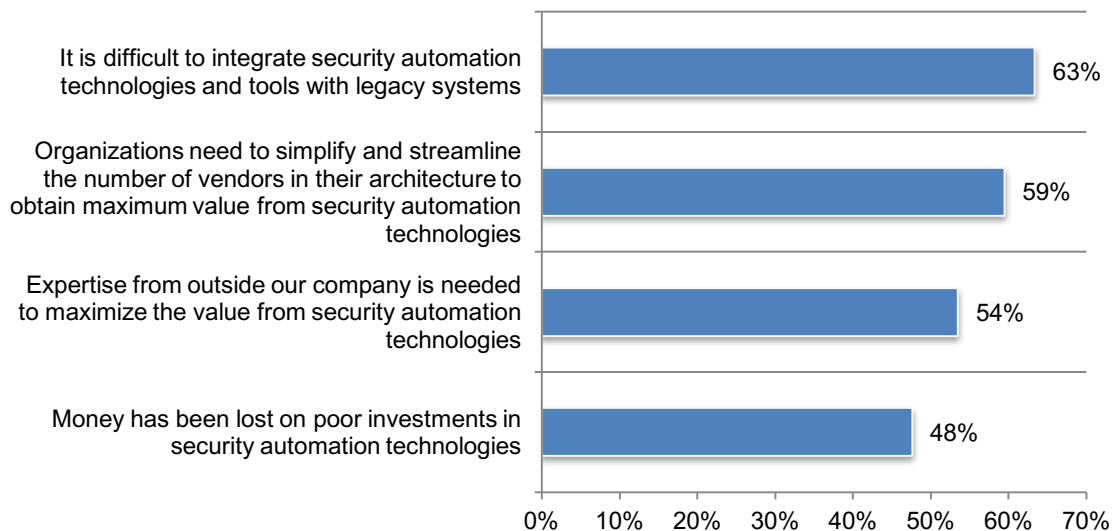 It is difficult to integrate security automation
technologies and tools with legacy systems
63%
Organizations need to simplify and streamline
the number of vendors in their architecture to
obtain maximum value from security automation
technologies
59%
Expertise from outside our company is needed
to maximize the value from security automation
technologies
54%
Money has been lost on poor investments in
security automation technologies
48%
0% 10% 20% 30% 40% 50% 60% 70%